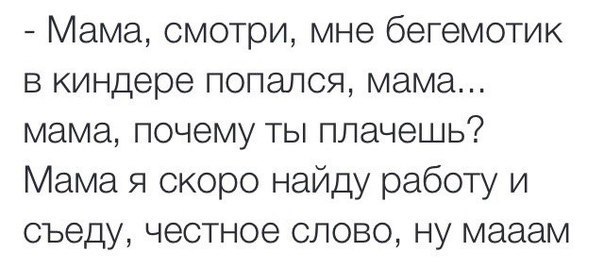 - Мама, смотри, мне бегемотик
в киндере попался, мама...
мама, почему ты плачешь?
Мама я скоро найду работу и
съеду, честное слово, ну мааам